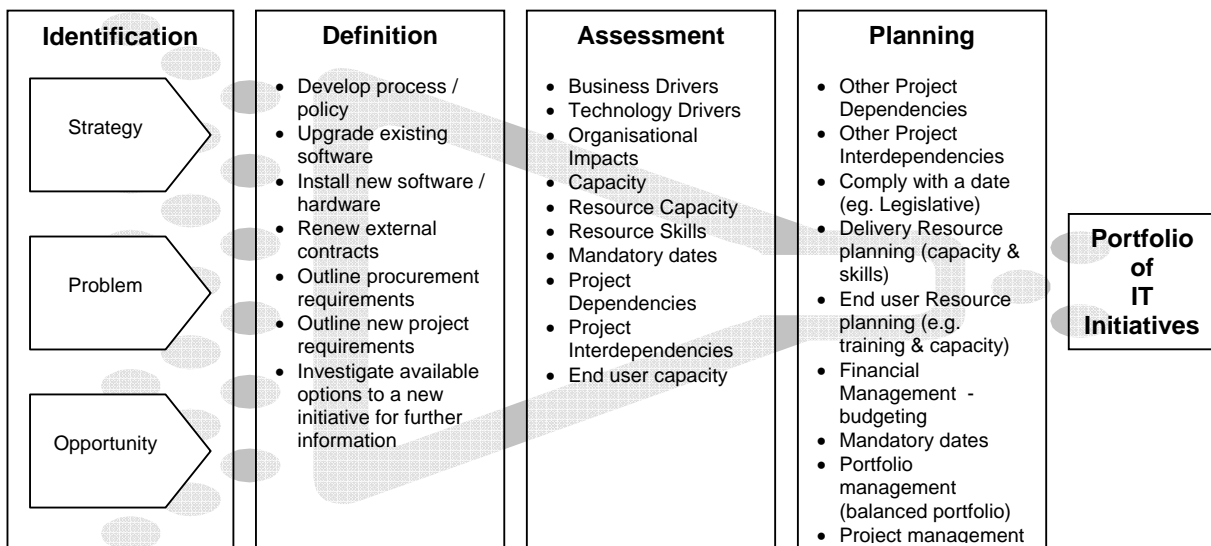 Identification
Strategy
Problem
Opportunity
Definition
• Develop process /
policy
• Upgrade existing
software
• Install new software /
hardware
• Renew external
contracts
• Outline procurement
requirements
• Outline new project
requirements
• Investigate available
options to a new
initiative for further
information
Assessment
• Business Drivers
• Technology Drivers
• Organisational
Impacts
• Capacity
• Resource Capacity
• Resource Skills
• Mandatory dates
• Project
Dependencies
• Project
Interdependencies
• End user capacity
Planning
• Other Project
Dependencies
• Other Project
Interdependencies
• Comply with a date
(eg. Legislative)
• Delivery Resource
planning (capacity &
skills)
• End user Resource
planning (e.g.
training & capacity)
• Financial
Management -
budgeting
• Mandatory dates
• Portfolio
management
(balanced portfolio)
• Project management
Portfolio
of
IT
Initiatives